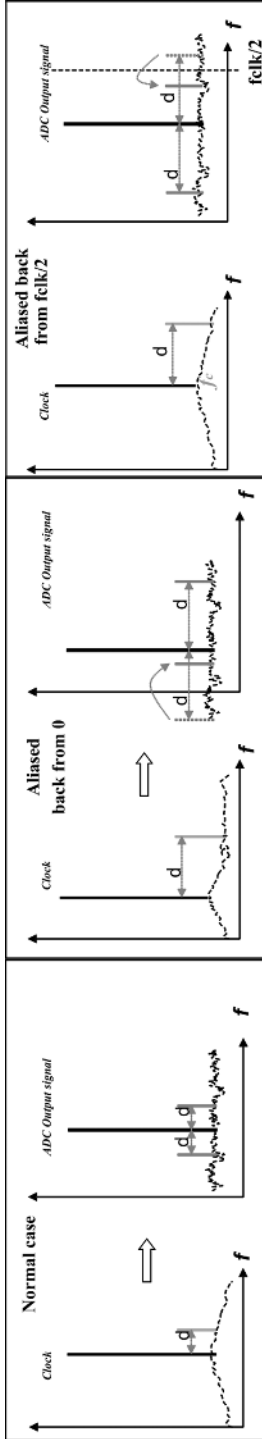 Normal case
Clock
d
f
ADC Output signal
d
d
f
Aliased
back from 0
Clock
d
f
ADC Output signal
d
d
f
Aliased back
from fclk/2
Clock
d
fc
f
ADC Output signal
d
d
f
fclk/2